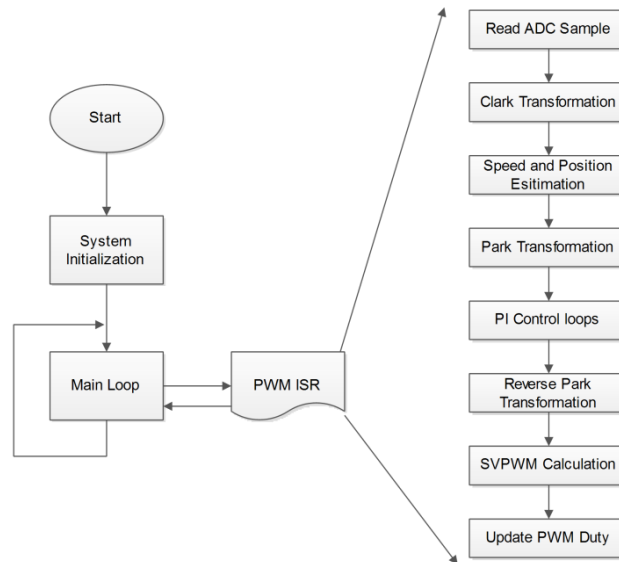 Start
System
Initialization
Main Loop
PWM ISR
Read ADC Sample
Clark Transformation
Speed and Position
Esitimation
Park Transformation
PI Control loops
Reverse Park
Transformation
SVPWM Calculation
Update PWM Duty